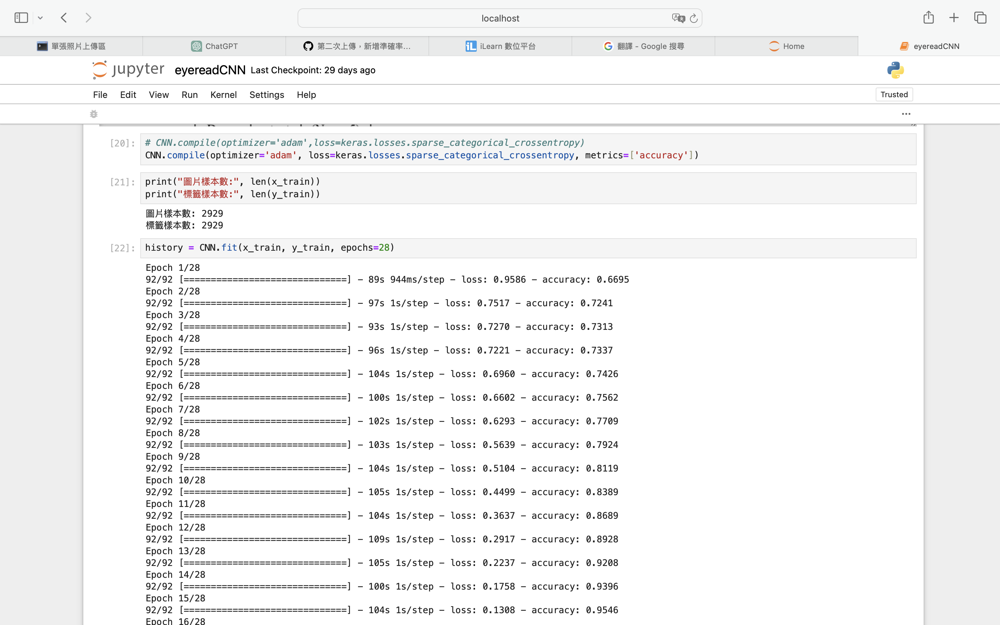 localhost
單張照片上傳區
ChatGPT
第二次上傳，新增準確率...
iLearn 數位平台
翻譯 - Google 搜尋
Home
eyereadCNN
jupyter eyereadCNN Last Checkpoint: 29 days ago
File Edit View Run Kernel Settings Help Trusted
[20]: # CNN.compile(optimizer='adam',loss=keras.losses.sparse_categorical_crossentropy)
CNN.compile(optimizer='adam', loss=keras.losses.sparse_categorical_crossentropy, metrics=['accuracy'])
[21]: print("圖片樣本數:", len(x_train))
print("標籤樣本數:", len(y_train))
圖片樣本數: 2929
標籤樣本數: 2929
[22]: history = CNN.fit(x_train, y_train, epochs=28)
Epoch 1/28
92/92 [==============================] - 89s 944ms/step - loss: 0.9586 - accuracy: 0.6695
Epoch 2/28
92/92 [==============================] - 97s 1s/step - loss: 0.7517 - accuracy: 0.7241
Epoch 3/28
92/92 [==============================] - 93s 1s/step - loss: 0.7270 - accuracy: 0.7313
Epoch 4/28
92/92 [==============================] - 96s 1s/step - loss: 0.7221 - accuracy: 0.7337
Epoch 5/28
92/92 [==============================] - 104s 1s/step - loss: 0.6960 - accuracy: 0.7426
Epoch 6/28
92/92 [==============================] - 100s 1s/step - loss: 0.6602 - accuracy: 0.7562
Epoch 7/28
92/92 [==============================] - 102s 1s/step - loss: 0.6293 - accuracy: 0.7709
Epoch 8/28
92/92 [==============================] - 103s 1s/step - loss: 0.5639 - accuracy: 0.7924
Epoch 9/28
92/92 [==============================] - 104s 1s/step - loss: 0.5104 - accuracy: 0.8119
Epoch 10/28
92/92 [==============================] - 105s 1s/step - loss: 0.4499 - accuracy: 0.8389
Epoch 11/28
92/92 [==============================] - 104s 1s/step - loss: 0.3637 - accuracy: 0.8689
Epoch 12/28
92/92 [==============================] - 109s 1s/step - loss: 0.2917 - accuracy: 0.8928
Epoch 13/28
92/92 [==============================] - 105s 1s/step - loss: 0.2237 - accuracy: 0.9208
Epoch 14/28
92/92 [==============================] - 100s 1s/step - loss: 0.1758 - accuracy: 0.9396
Epoch 15/28
92/92 [==============================] - 104s 1s/step - loss: 0.1308 - accuracy: 0.9546
Epoch 16/28